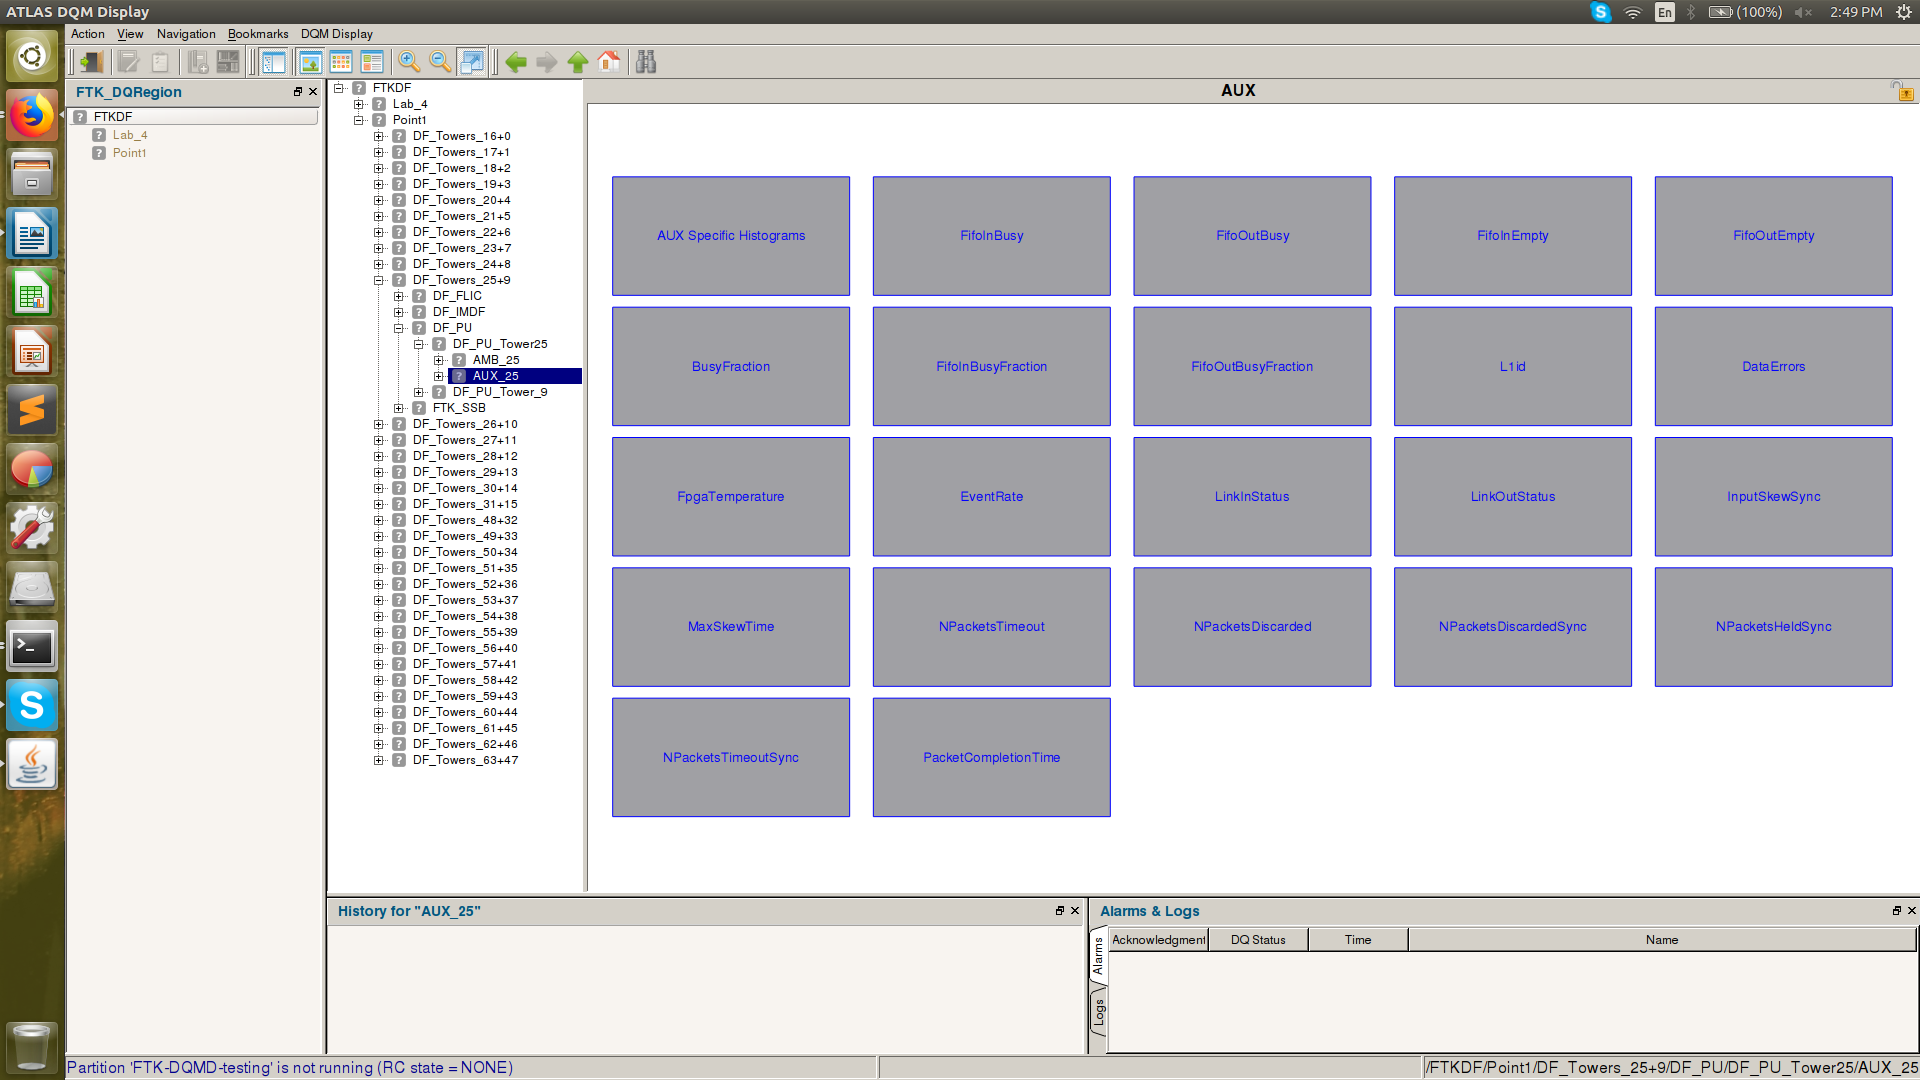 ATLAS DQM Display
En
(100%)
2:49 PM
Action View Navigation Bookmarks DQM Display
FTK_DQRegion
FTKDF
Lab_4
Point1
FTKDF
Lab_4
Point1
DF_Towers_16+0
DF_Towers_17+1
DF_Towers_18+2
DF_Towers_19+3
DF_Towers_20+4
DF_Towers_21+5
DF_Towers_22+6
DF_Towers_23+7
DF_Towers_24+8
DF_Towers_25+9
DF_FLIC
DF_IMDF
DF_PU
DF_PU_Tower25
AMB_25
AUX_25
DF_PU_Tower_9
FTK_SSB
DF_Towers_26+10
DF_Towers_27+11
DF_Towers_28+12
DF_Towers_29+13
DF_Towers_30+14
DF_Towers_31+15
DF_Towers_48+32
DF_Towers_49+33
DF_Towers_50+34
DF_Towers_51+35
DF_Towers_52+36
DF_Towers_53+37
DF_Towers_54+38
DF_Towers_55+39
DF_Towers_56+40
DF_Towers_57+41
DF_Towers_58+42
DF_Towers_59+43
DF_Towers_60+44
DF_Towers_61+45
DF_Towers_62+46
DF_Towers_63+47
AUX
AUX Specific Histograms
FifoInBusy
FifoOutBusy
FifoInEmpty
FifoOutEmpty
BusyFraction
FifoInBusyFraction
FifoOutBusyFraction
L1id
DataErrors
FpgaTemperature
EventRate
LinkInStatus
LinkOutStatus
InputSkewSync
MaxSkewTime
NPacketsTimeout
NPacketsDiscarded
NPacketsDiscardedSync
NPacketsHeldSync
NPacketsTimeoutSync
PacketCompletionTime
History for "AUX_25"
Alarms & Logs
Alarms
Logs
Acknowledgment DQ Status Time Name
Partition 'FTK-DQMD-testing' is not running (RC state = NONE)
/FTKDF/Point1/DF_Towers_25+9/DF_PU/DF_PU_Tower25/AUX_25